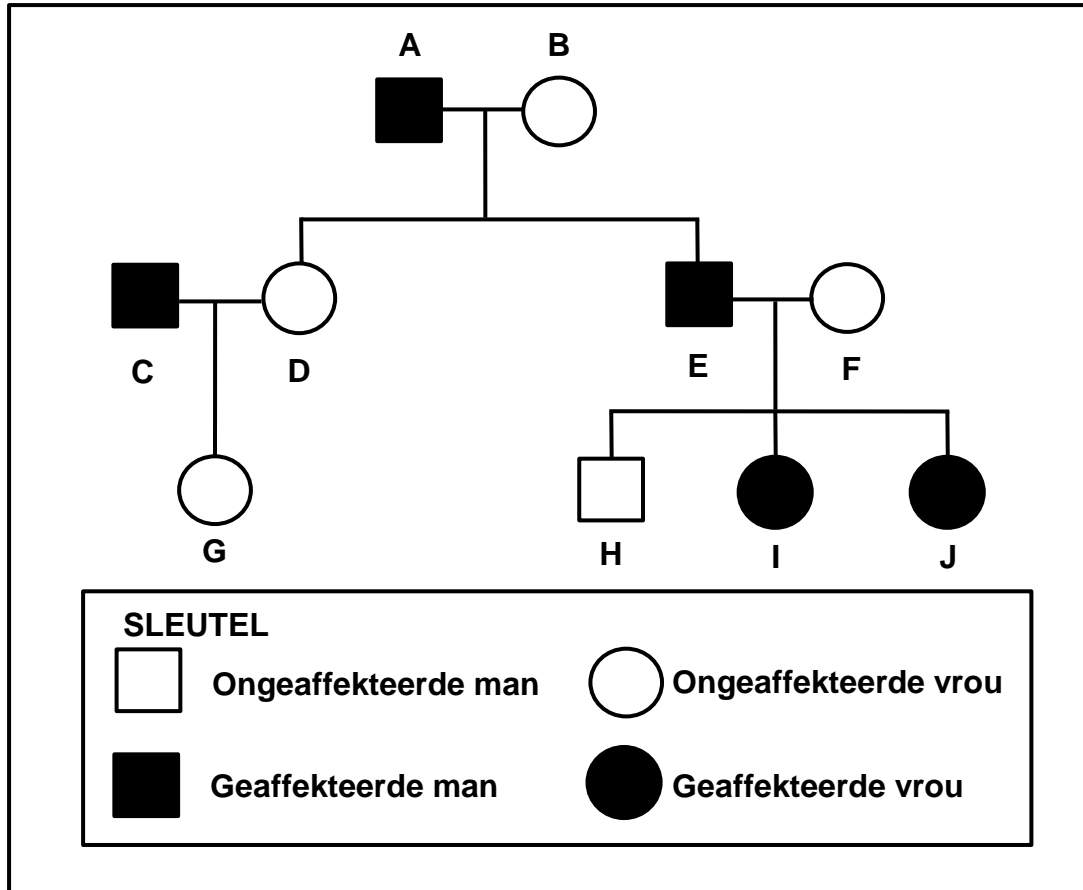 A B
C D E F
G H I J
SLEUTEL
Ongeaffekteerde man Ongeaffekteerde vrou
Geaffekteerde man Geaffekteerde vrou